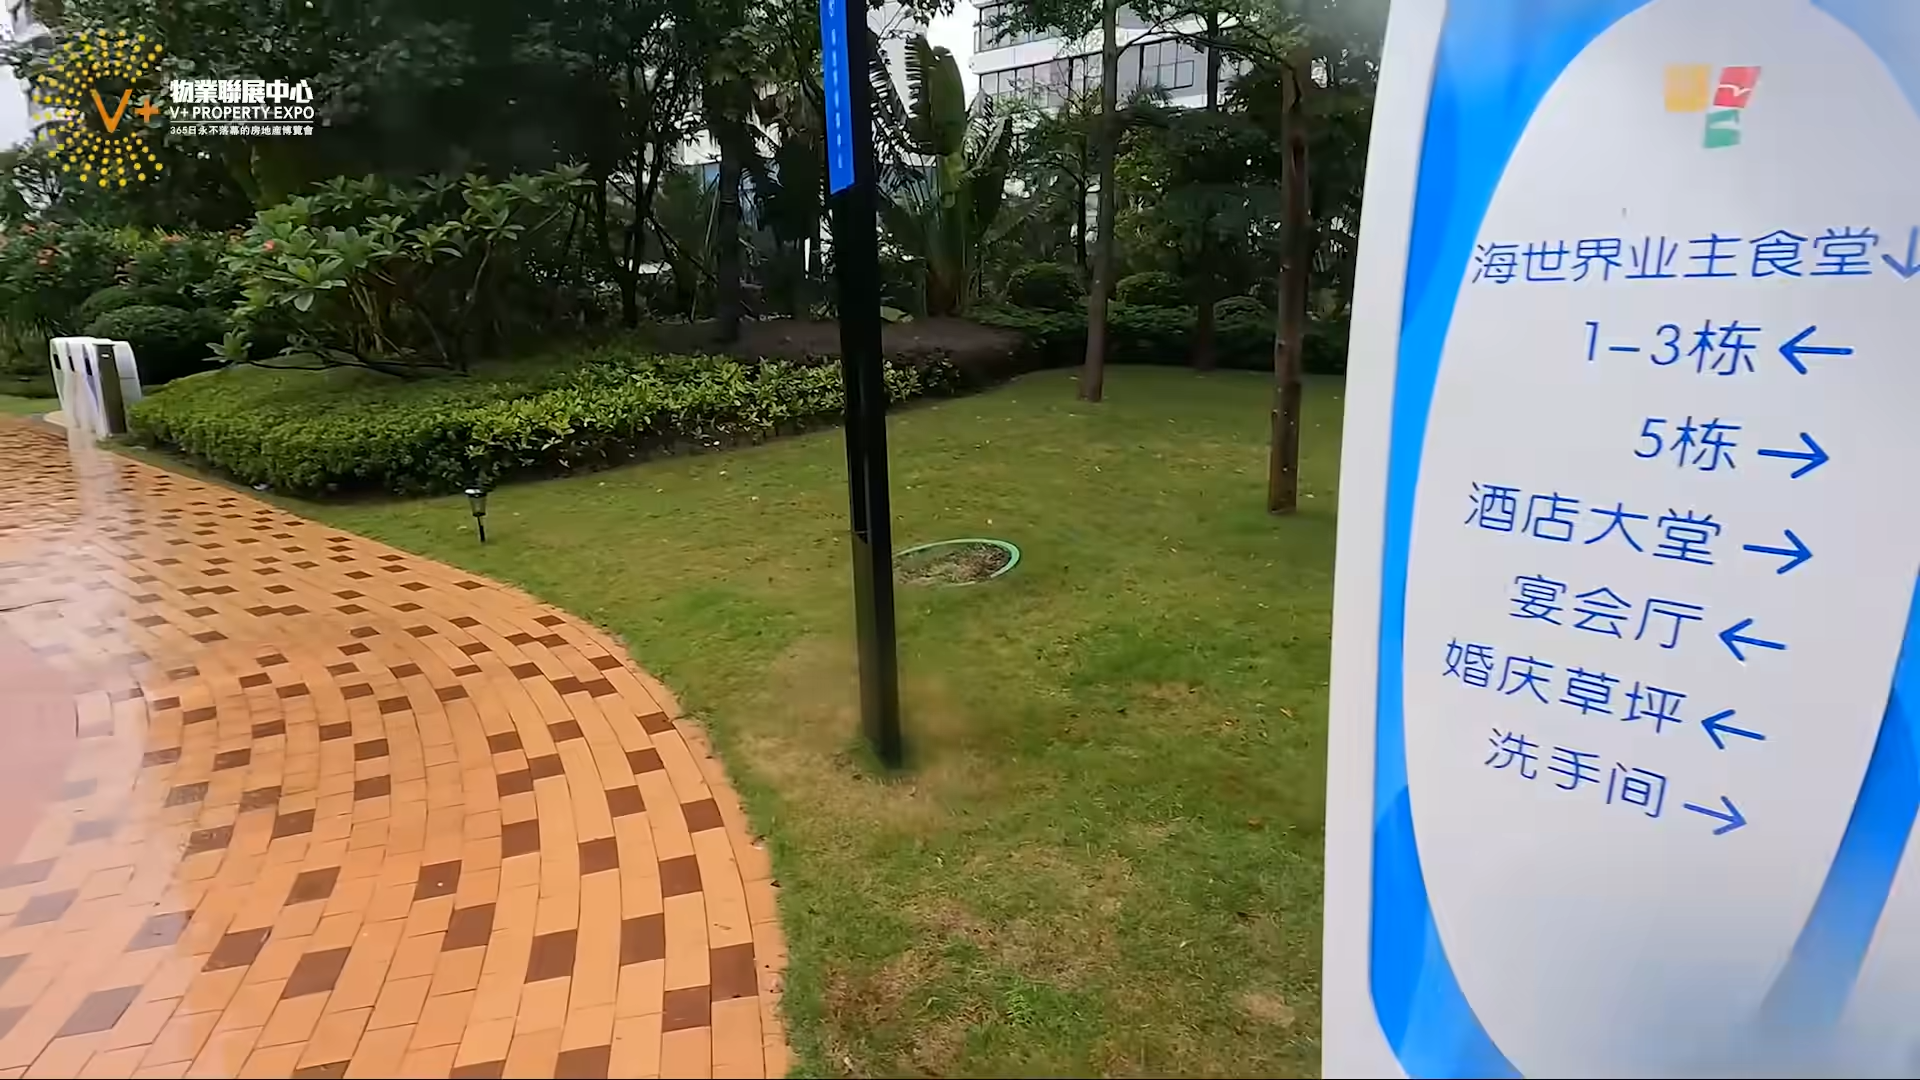 物業聯展中心
V+ PROPERTY EXPO
365日永不落幕的房地產博覽會
V+
海世界业主食堂↓
1-3栋←
5栋→
酒店大堂→
宴会厅←
婚庆草坪←
洗手间→